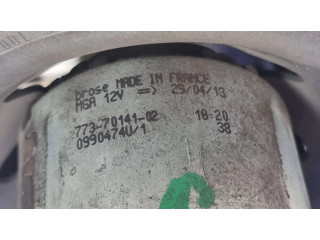 brose MADE IN FRANCE
MGA 12V => 29/04/13
773-70141-02 18:20
0990474U/1 38